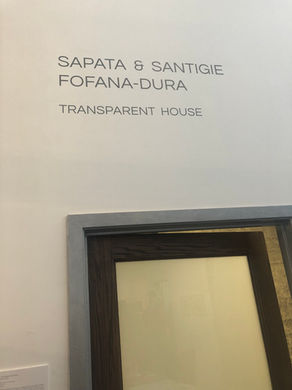 SAPATA & SANTIGIE
FOFANA-DURA
TRANSPARENT HOUSE